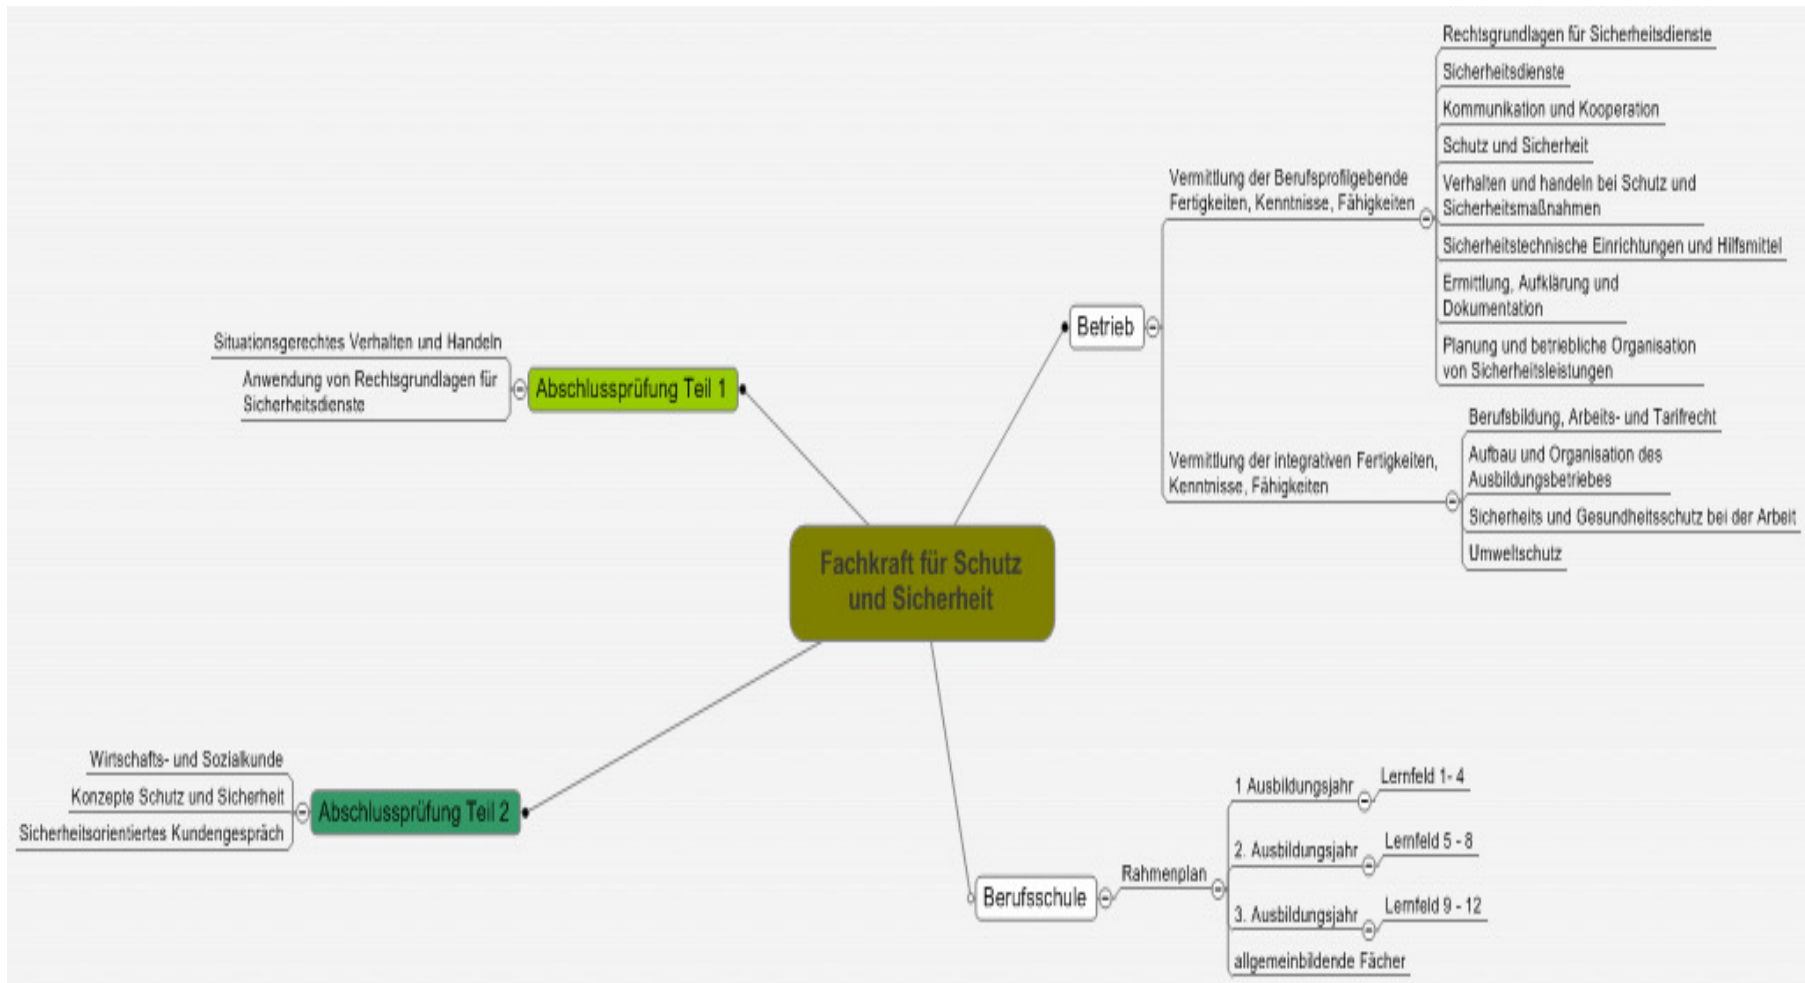 Rechtsgrundlagen für Sicherheitsdienste
Sicherheitsdienste
Kommunikation und Kooperation
Schutz und Sicherheit
Vermittlung der Berufsprofilgebende
Fertigkeiten, Kenntnisse, Fähigkeiten
Verhalten und handeln bei Schutz und
Sicherheitsmaßnahmen
Sicherheitstechnische Einrichtungen und Hilfsmittel
Ermittlung, Aufklärung und
Dokumentation
Planung und betriebliche Organisation
von Sicherheitsleistungen
Betrieb
Vermittlung der integrativen Fertigkeiten,
Kenntnisse, Fähigkeiten
Berufsbildung, Arbeits- und Tarifrecht
Aufbau und Organisation des
Ausbildungsbetriebes
Sicherheits und Gesundheitsschutz bei der Arbeit
Umweltschutz
Situationsgerechtes Verhalten und Handeln
Anwendung von Rechtsgrundlagen für
Sicherheitsdienste
Abschlussprüfung Teil 1
Fachkraft für Schutz
und Sicherheit
Wirtschafts- und Sozialkunde
Konzepte Schutz und Sicherheit
Sicherheitsorientiertes Kundengespräch
Abschlussprüfung Teil 2
Berufsschule
Rahmenplan
1 Ausbildungsjahr
Lernfeld 1- 4
2. Ausbildungsjahr
Lernfeld 5 - 8
3. Ausbildungsjahr
Lernfeld 9 - 12
allgemeinbildende Fächer